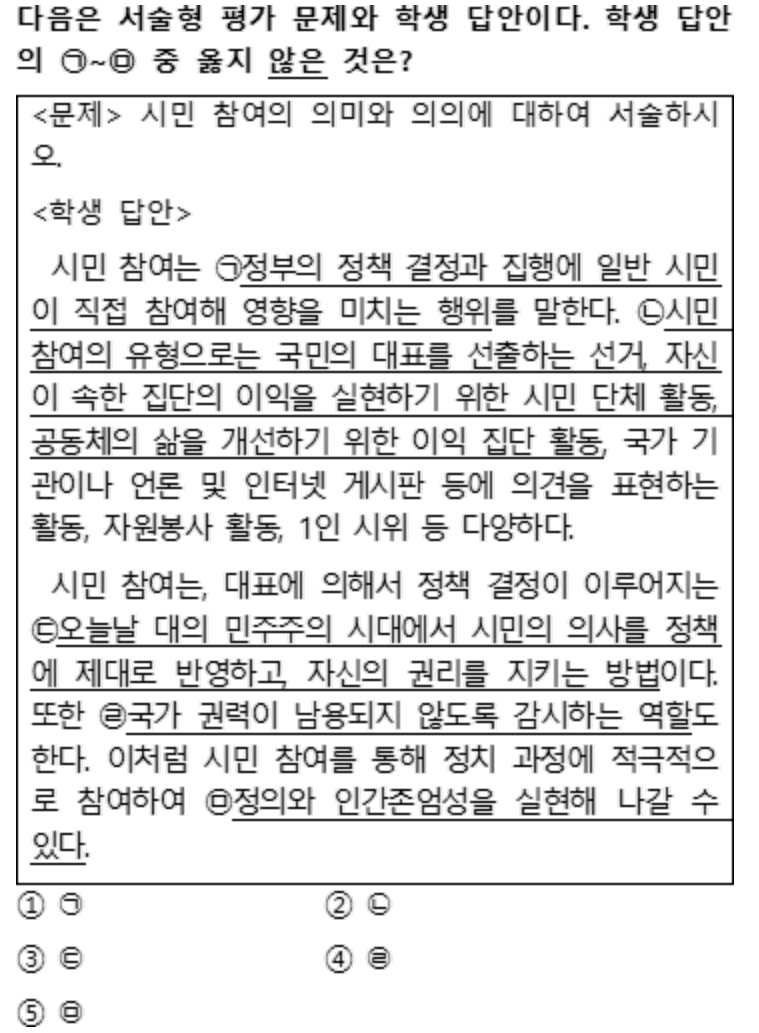 다음은 서술형 평가 문제와 학생 답안이다. 학생 답안
의 ㉠~㉤ 중 옳지 않은 것은?
<문제> 시민 참여의 의미와 의의에 대하여 서술하시
오.
<학생 답안>
시민 참여는 ㉠정부의 정책 결정과 집행에 일반 시민
이 직접 참여해 영향을 미치는 행위를 말한다. ㉡시민
참여의 유형으로는 국민의 대표를 선출하는 선거, 자신
이 속한 집단의 이익을 실현하기 위한 시민 단체 활동,
공동체의 삶을 개선하기 위한 이익 집단 활동, 국가 기
관이나 언론 및 인터넷 게시판 등에 의견을 표현하는
활동, 자원봉사 활동, 1인 시위 등 다양하다.
시민 참여는, 대표에 의해서 정책 결정이 이루어지는
㉢오늘날 대의 민주주의 시대에서 시민의 의사를 정책
에 제대로 반영하고, 자신의 권리를 지키는 방법이다.
또한 ㉣국가 권력이 남용되지 않도록 감시하는 역할도
한다. 이처럼 시민 참여를 통해 정치 과정에 적극적으
로 참여하여 ㉤정의와 인간존엄성을 실현해 나갈 수
있다.
① ㉠ ② ㉡
③ ㉢ ④ ㉣
⑤ ㉤